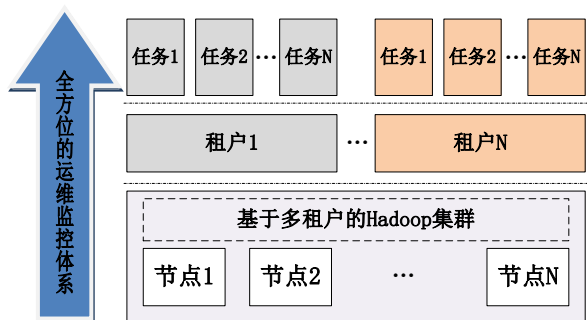 全方位的运维监控体系
任务1 任务2 … 任务N 任务1 任务2 … 任务N
租户1 … 租户N
基于多租户的Hadoop集群
节点1 节点2 … 节点N